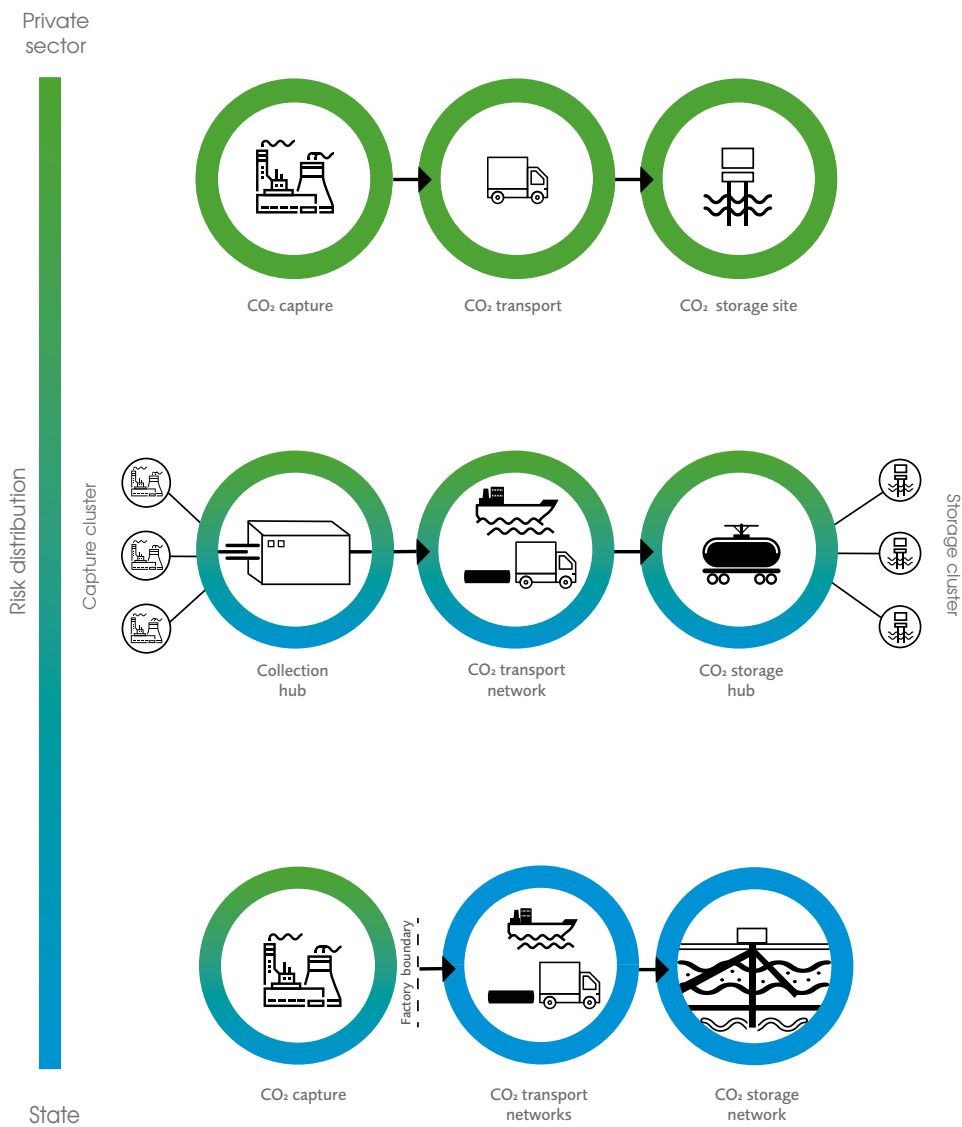 Private
sector
CO₂ capture
CO₂ transport
CO₂ storage site
Risk distribution
Capture cluster
Storage cluster
Collection
hub
CO₂ transport
network
CO₂ storage
hub
Factory boundary
CO₂ capture
CO₂ transport
networks
CO₂ storage
network
State